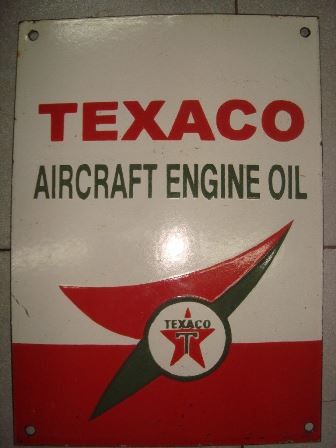 TEXACO
AIRCRAFT ENGINE OIL
TEXACO
T